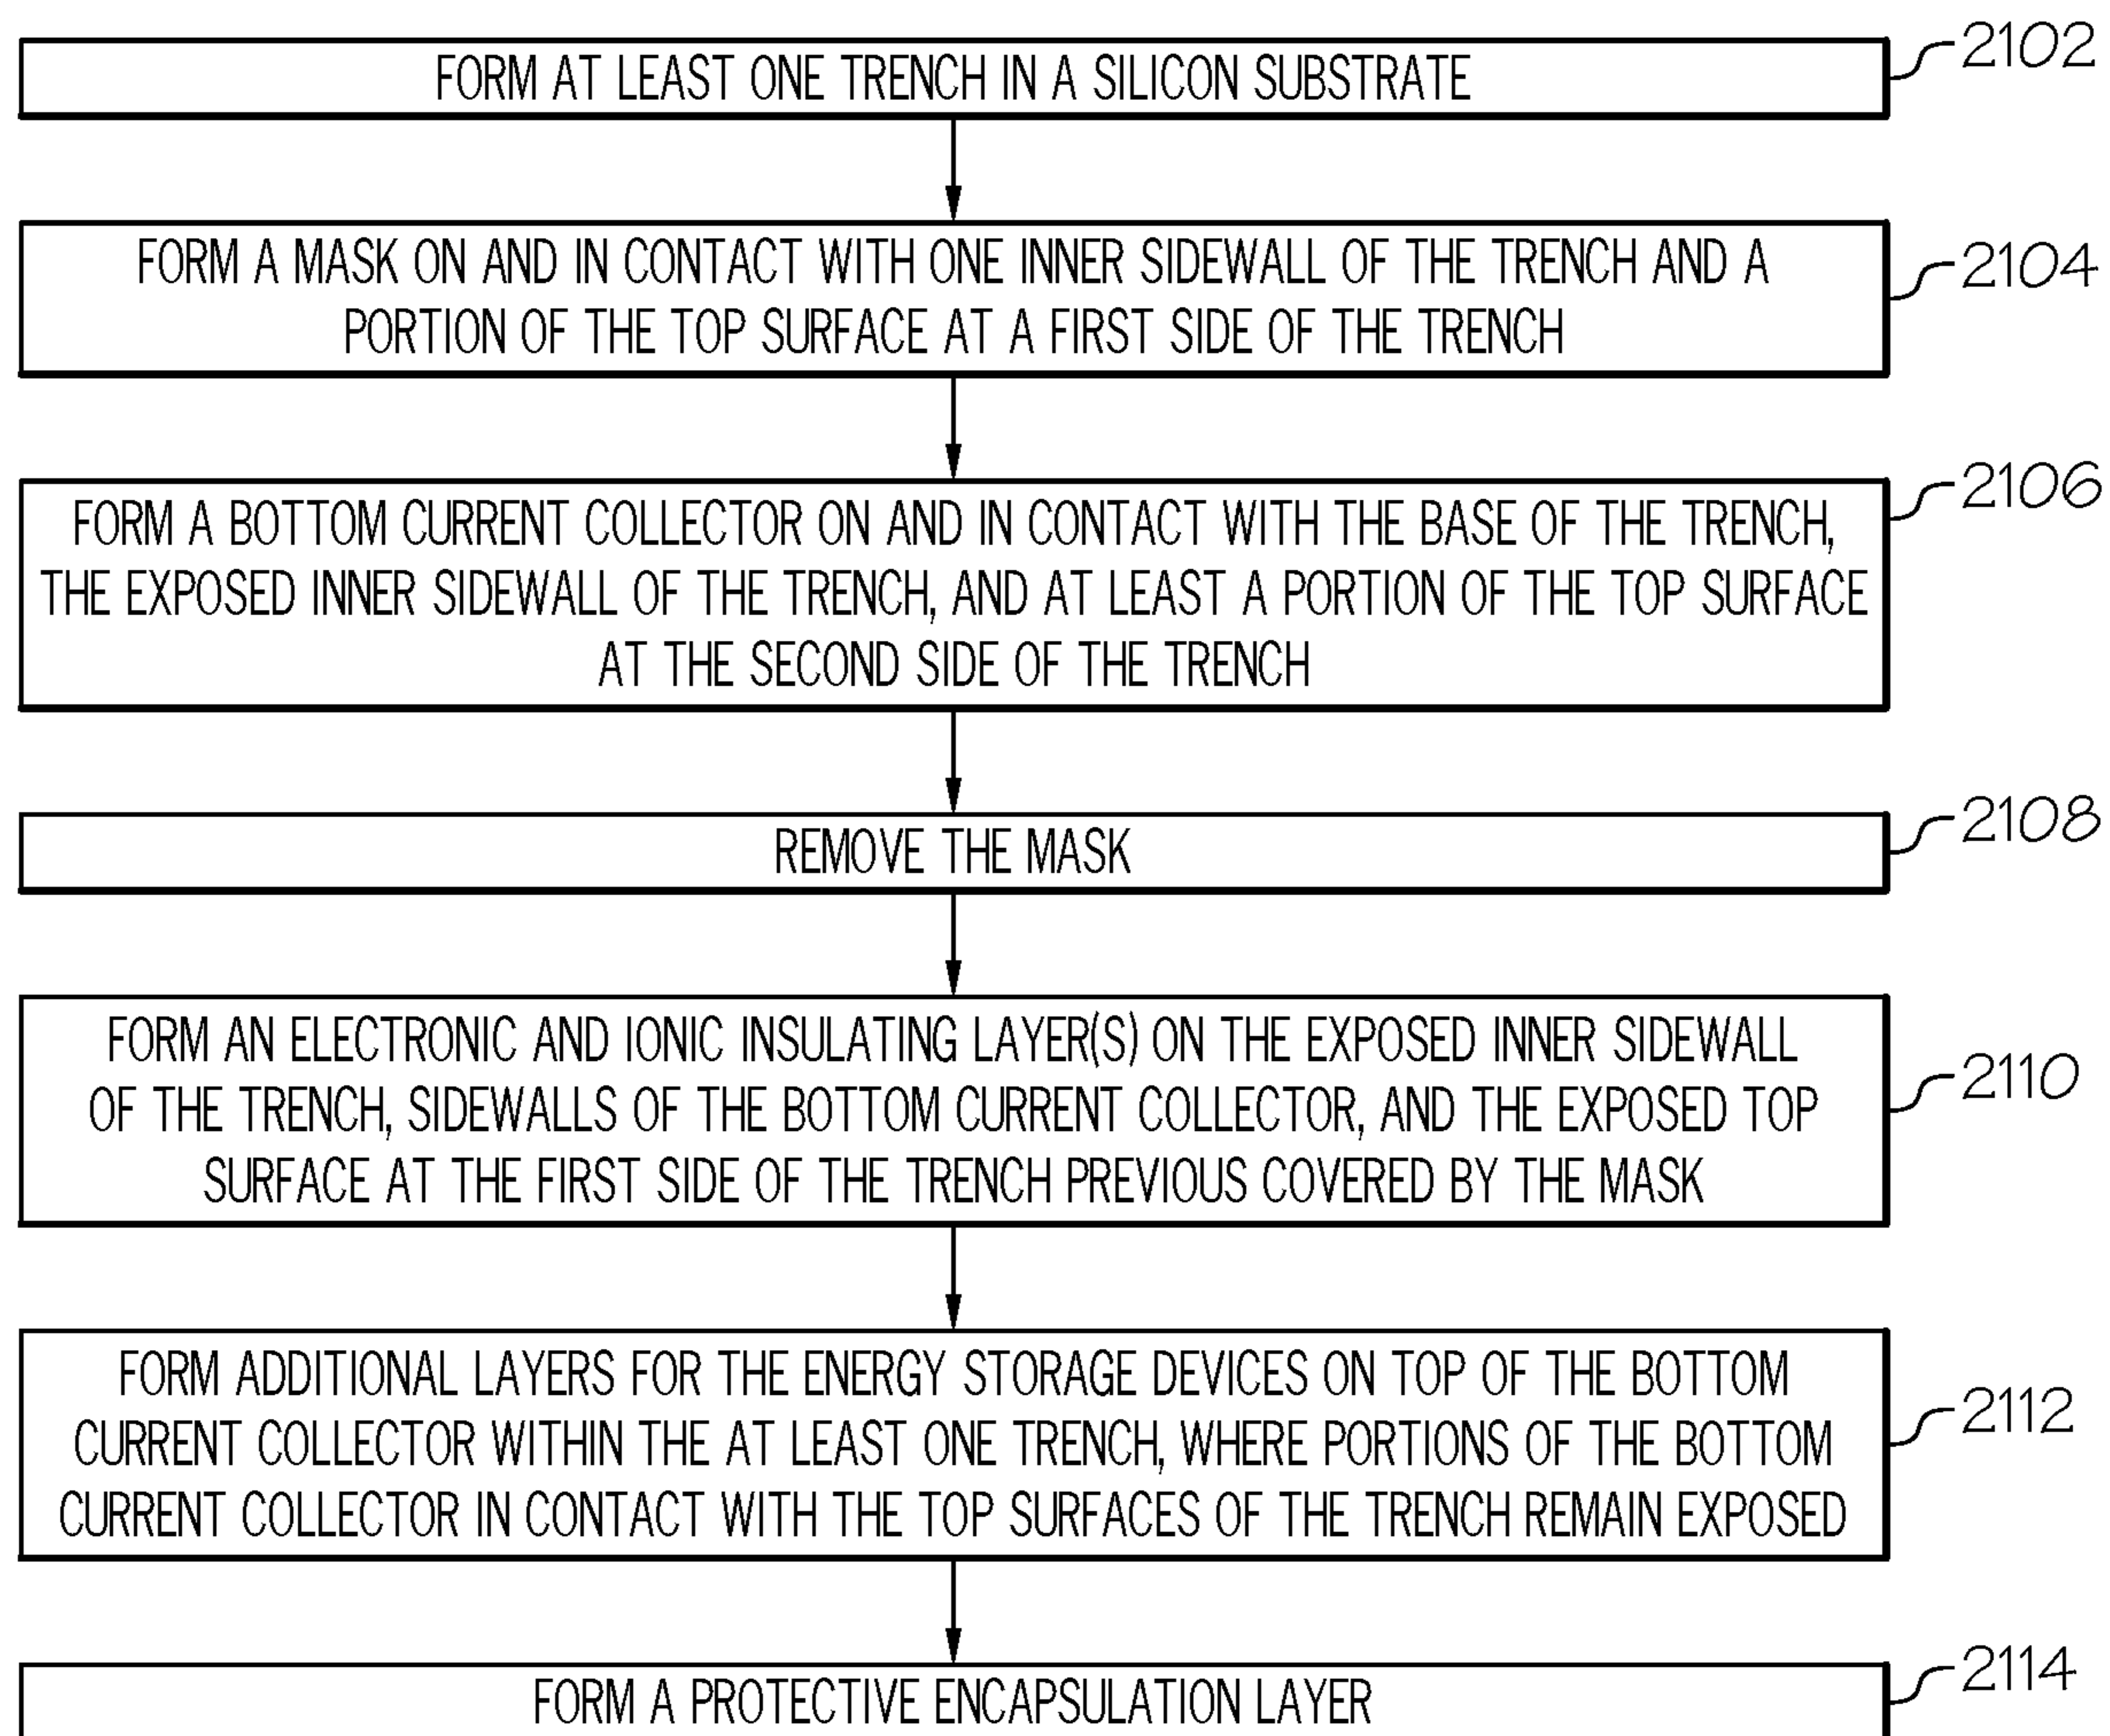 2102
FORM AT LEAST ONE TRENCH IN A SILICON SUBSTRATE
2104
FORM A MASK ON AND IN CONTACT WITH ONE INNER SIDEWALL OF THE TRENCH AND A
PORTION OF THE TOP SURFACE AT A FIRST SIDE OF THE TRENCH
2106
FORM A BOTTOM CURRENT COLLECTOR ON AND IN CONTACT WITH THE BASE OF THE TRENCH,
THE EXPOSED INNER SIDEWALL OF THE TRENCH, AND AT LEAST A PORTION OF THE TOP SURFACE
AT THE SECOND SIDE OF THE TRENCH
2108
REMOVE THE MASK
FORM AN ELECTRONIC AND IONIC INSULATING LAYER(S) ON THE EXPOSED INNER SIDEWALL
2110
OF THE TRENCH, SIDEWALLS OF THE BOTTOM CURRENT COLLECTOR, AND THE EXPOSED TOP
SURFACE AT THE FIRST SIDE OF THE TRENCH PREVIOUS COVERED BY THE MASK
FORM ADDITIONAL LAYERS FOR THE ENERGY STORAGE DEVICES ON TOP OF THE BOTTOM
2112
CURRENT COLLECTOR WITHIN THE AT LEAST ONE TRENCH, WHERE PORTIONS OF THE BOTTOM
CURRENT COLLECTOR IN CONTACT WITH THE TOP SURFACES OF THE TRENCH REMAIN EXPOSED
2114
FORM A PROTECTIVE ENCAPSULATION LAYER